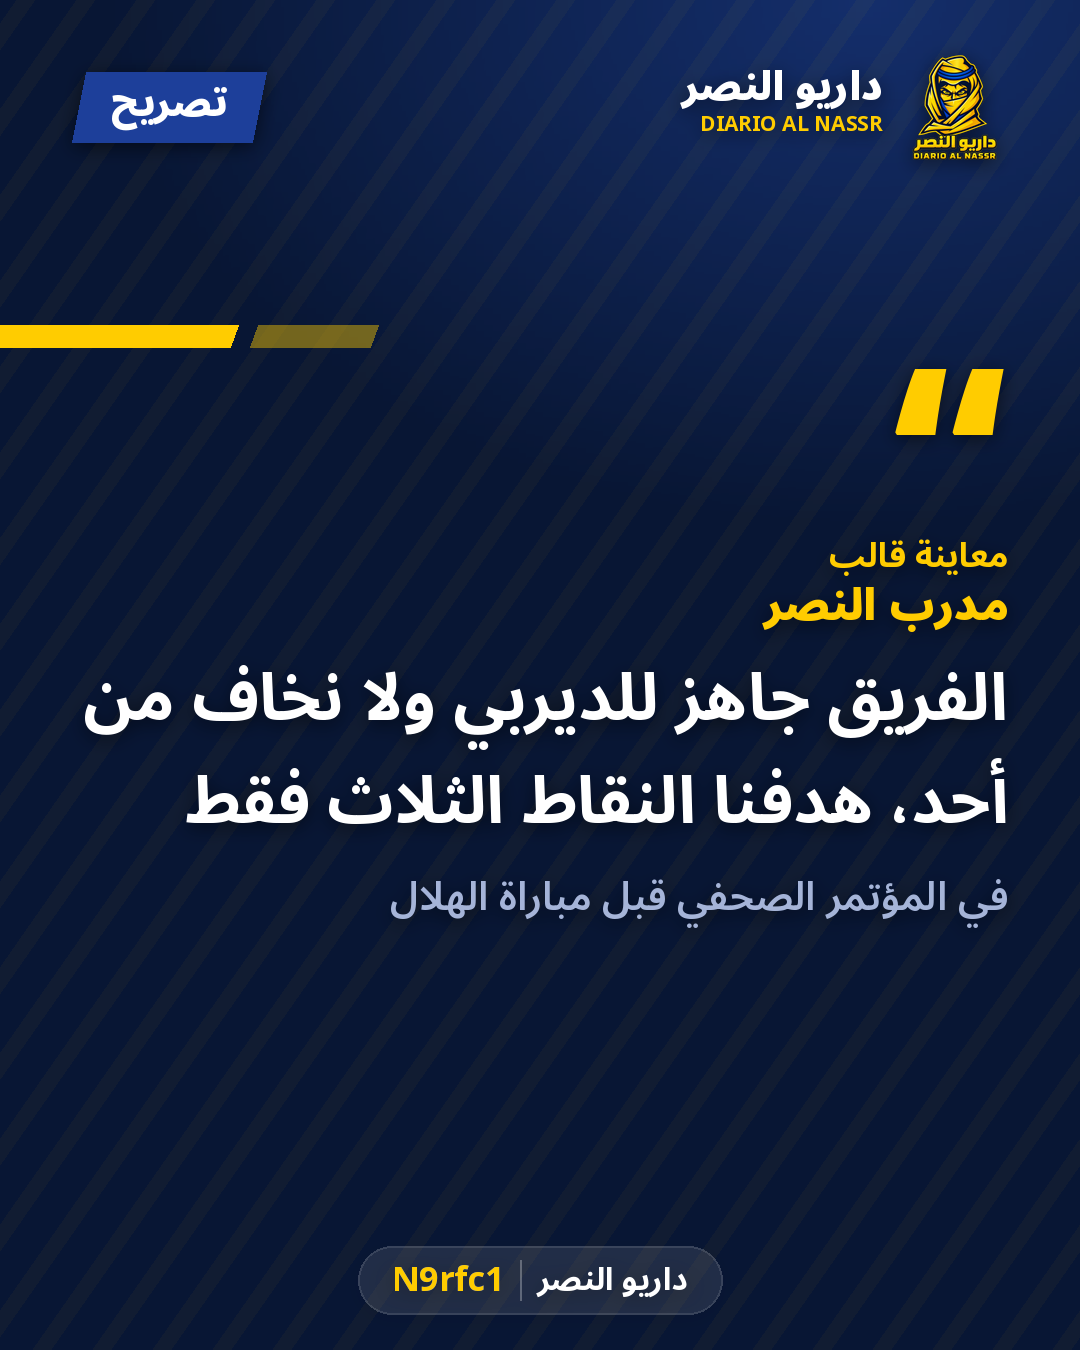 داريو النصر
DIARIO AL NASSR
داريو النصر
DIARIO AL NASSR
تصريح
"
معاينة قالب
مدرب النصر
الفريق جاهز للديربي ولا نخاف من
أحد، هدفنا النقاط الثلاث فقط
في المؤتمر الصحفي قبل مباراة الهلال
داريو النصر | N9rfc1